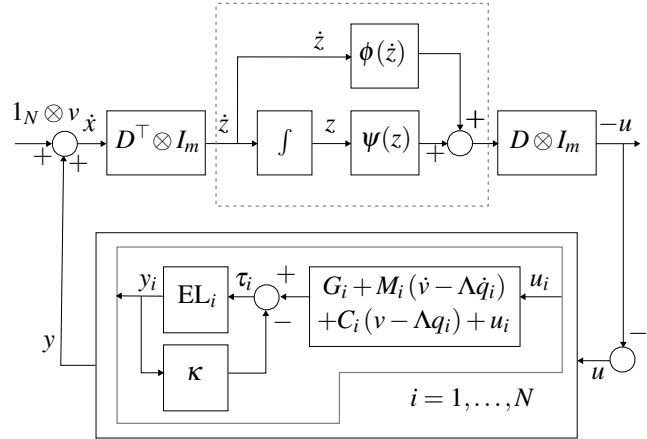 ż
ϕ(ż)
1_N ⊗ v
ẋ
D^⊤ ⊗ I_m
ż
∫
z
ψ(z)
D ⊗ I_m
−u
+
+
+
+
y_i
EL_i
τ_i
+
−
G_i + M_i(v̇ − Λq̇_i)
+C_i(v − Λq_i) + u_i
u_i
−
y
κ
u
i = 1,…,N